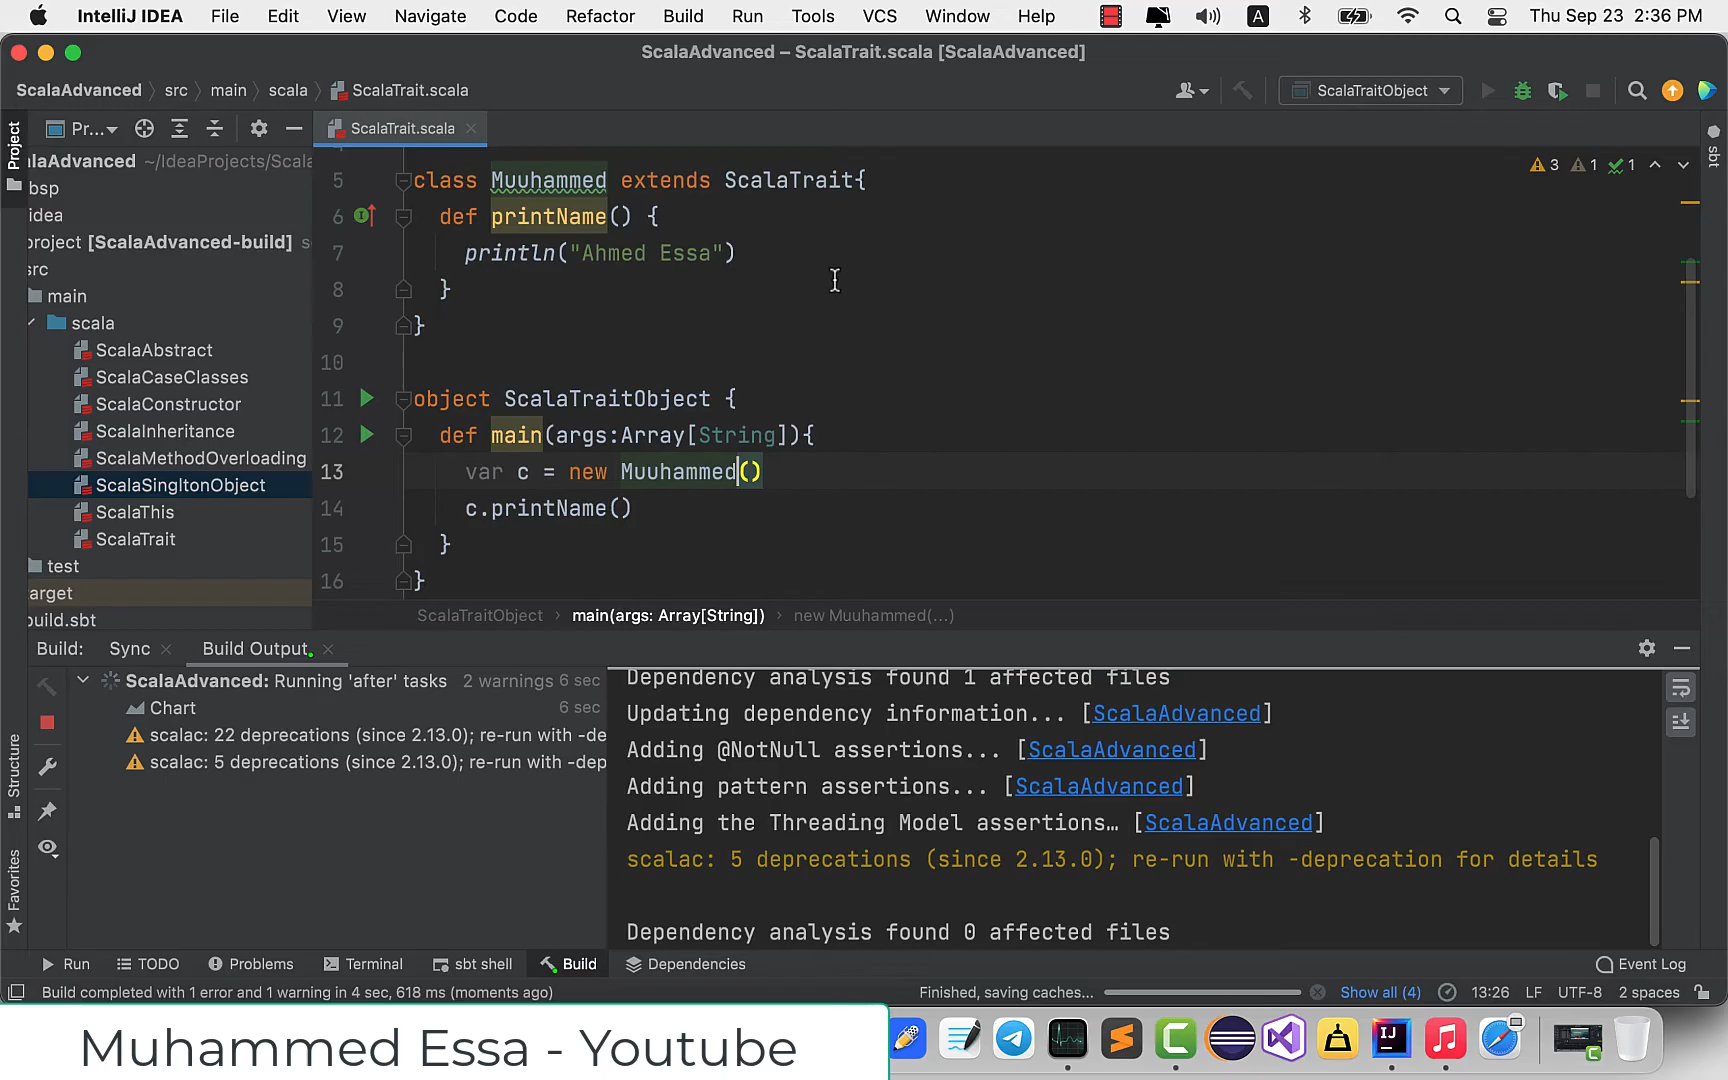 IntelliJ IDEA File Edit View Navigate Code Refactor Build Run Tools VCS Window Help A Thu Sep 23 2:36 PM
ScalaAdvanced – ScalaTrait.scala [ScalaAdvanced]
ScalaAdvanced 〉 src 〉 main 〉 scala 〉 ScalaTrait.scala
ScalaTraitObject
Project
Pr...
ScalaTrait.scala
sbt
laAdvanced ~/IdeaProjects/Scala
bsp
idea
project [ScalaAdvanced-build]
src
main
scala
ScalaAbstract
ScalaCaseClasses
ScalaConstructor
ScalaInheritance
ScalaMethodOverloading
ScalaSingltonObject
ScalaThis
ScalaTrait
test
target
build.sbt
3 1 1
5 class Muuhammed extends ScalaTrait{
6 def printName() {
7 println("Ahmed Essa")
8 }
9 }
10
11 object ScalaTraitObject {
12 def main(args:Array[String]){
13 var c = new Muuhammed()
14 c.printName()
15 }
16 }
ScalaTraitObject › main(args: Array[String]) › new Muuhammed(...)
Build: Sync Build Output
ScalaAdvanced: Running 'after' tasks 2 warnings 6 sec
Chart 6 sec
scalac: 22 deprecations (since 2.13.0); re-run with -de
scalac: 5 deprecations (since 2.13.0); re-run with -dep
Dependency analysis found 1 affected files
Updating dependency information... [ScalaAdvanced]
Adding @NotNull assertions... [ScalaAdvanced]
Adding pattern assertions... [ScalaAdvanced]
Adding the Threading Model assertions… [ScalaAdvanced]
scalac: 5 deprecations (since 2.13.0); re-run with -deprecation for details
Dependency analysis found 0 affected files
Structure
Favorites
Run TODO Problems Terminal sbt shell Build Dependencies Event Log
Build completed with 1 error and 1 warning in 4 sec, 618 ms (moments ago) Finished, saving caches... Show all (4) 13:26 LF UTF-8 2 spaces
Muhammed Essa - Youtube